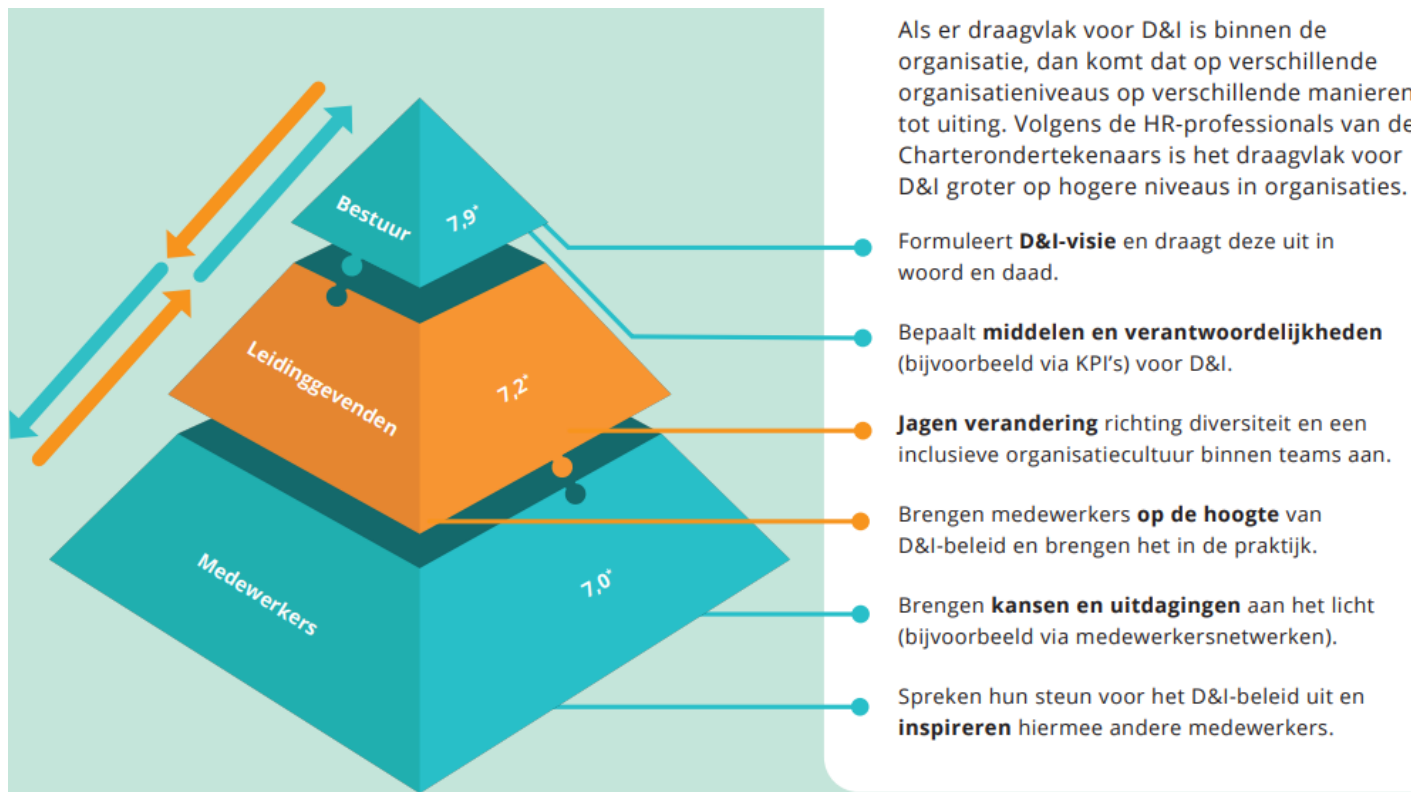 Als er draagvlak voor D&I is binnen de
organisatie, dan komt dat op verschillende
organisatieniveaus op verschillende manieren
tot uiting. Volgens de HR-professionals van de
Charterondertekenaars is het draagvlak voor
D&I groter op hogere niveaus in organisaties.
Bestuur
7,9*
Formuleert D&I-visie en draagt deze uit in
woord en daad.
Bepaalt middelen en verantwoordelijkheden
(bijvoorbeeld via KPI's) voor D&I.
Leidinggevenden
7,2*
Jagen verandering richting diversiteit en een
inclusieve organisatiecultuur binnen teams aan.
Brengen medewerkers op de hoogte van
D&I-beleid en brengen het in de praktijk.
Medewerkers
7,0*
Brengen kansen en uitdagingen aan het licht
(bijvoorbeeld via medewerkersnetwerken).
Spreken hun steun voor het D&I-beleid uit en
inspireren hiermee andere medewerkers.